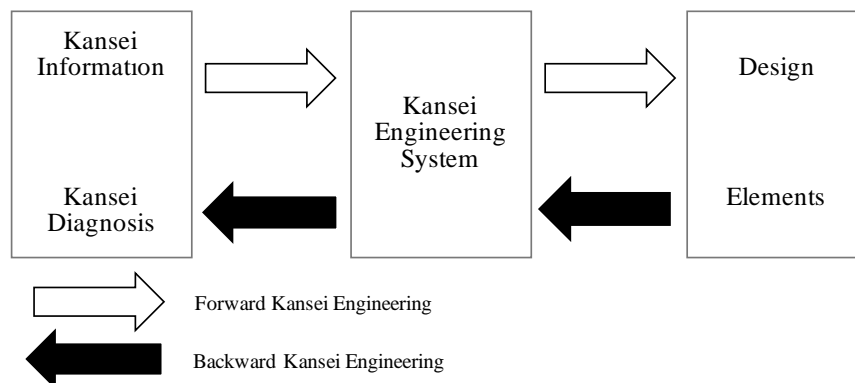 Kansei
Information
Kansei
Diagnosis
Kansei
Engineering
System
Design
Elements
Forward Kansei Engineering
Backward Kansei Engineering